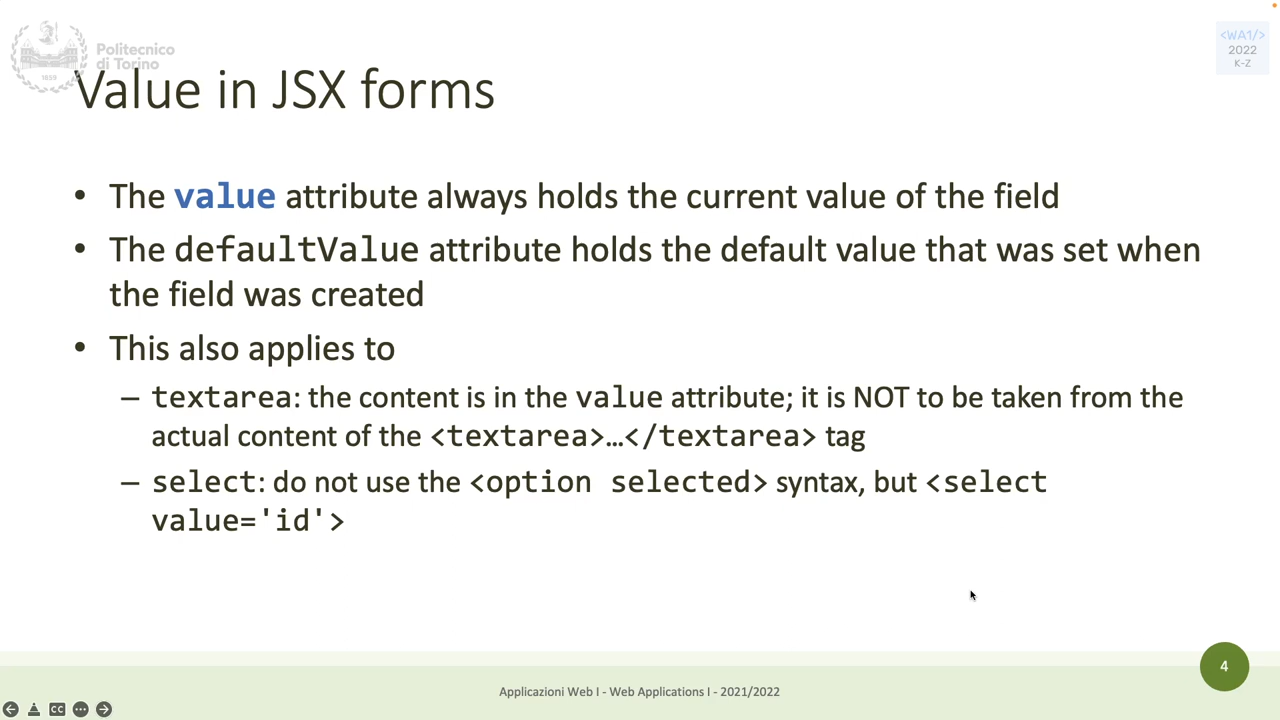 Politecnico
di Torino
1859
<WA1/>
2022
K-Z
Value in JSX forms
• The value attribute always holds the current value of the field
• The defaultValue attribute holds the default value that was set when
the field was created
• This also applies to
– textarea: the content is in the value attribute; it is NOT to be taken from the
actual content of the <textarea>…</textarea> tag
– select: do not use the <option selected> syntax, but <select
value='id'>
4
Applicazioni Web I - Web Applications I - 2021/2022
CC